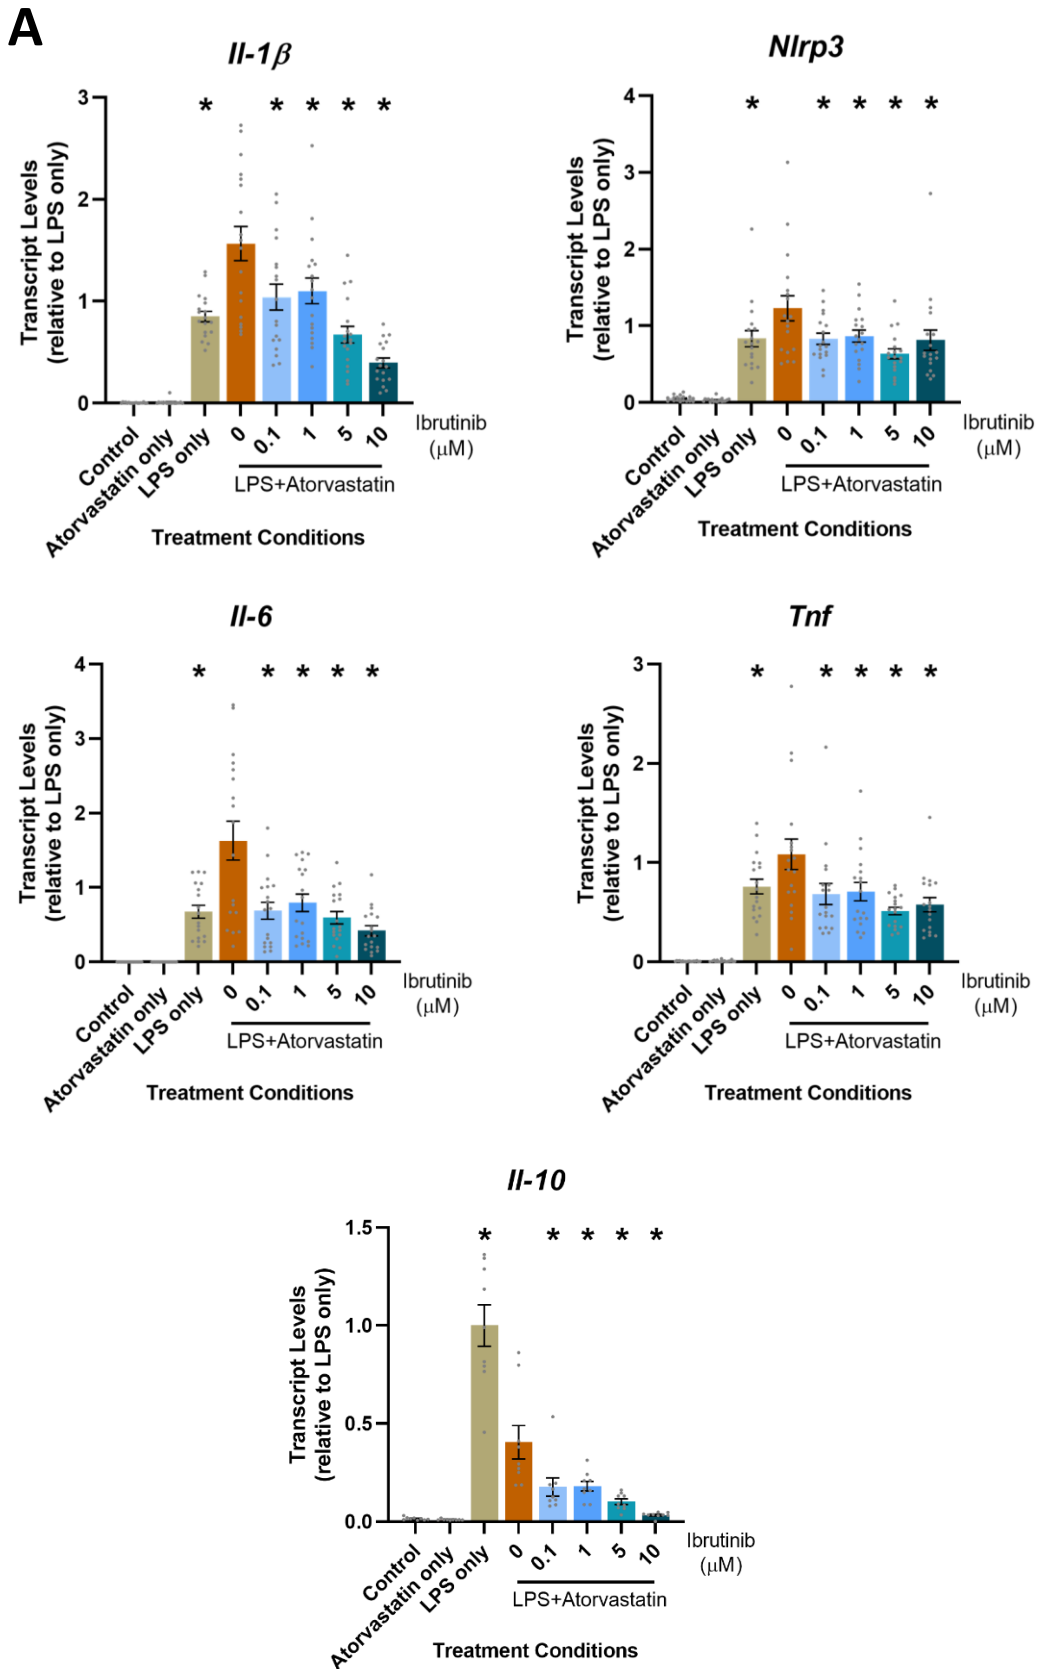 A
Il-1β
Transcript Levels
(relative to LPS only)
3
2
1
0
* * * * *
Control
Atorvastatin only
LPS only
0
0.1
1
5
10
Ibrutinib
(μM)
LPS+Atorvastatin
Treatment Conditions
Nlrp3
Transcript Levels
(relative to LPS only)
4
3
2
1
0
* * * * *
Control
Atorvastatin only
LPS only
0
0.1
1
5
10
Ibrutinib
(μM)
LPS+Atorvastatin
Treatment Conditions
Il-6
Transcript Levels
(relative to LPS only)
4
3
2
1
0
* * * * *
Control
Atorvastatin only
LPS only
0
0.1
1
5
10
Ibrutinib
(μM)
LPS+Atorvastatin
Treatment Conditions
Tnf
Transcript Levels
(relative to LPS only)
3
2
1
0
* * * * *
Control
Atorvastatin only
LPS only
0
0.1
1
5
10
Ibrutinib
(μM)
LPS+Atorvastatin
Treatment Conditions
Il-10
Transcript Levels
(relative to LPS only)
1.5
1.0
0.5
0.0
* * * * *
Control
Atorvastatin only
LPS only
0
0.1
1
5
10
Ibrutinib
(μM)
LPS+Atorvastatin
Treatment Conditions